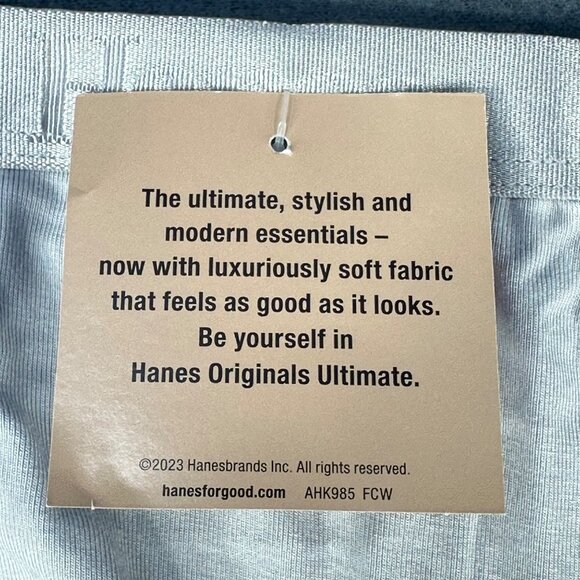 The ultimate, stylish and
modern essentials –
now with luxuriously soft fabric
that feels as good as it looks.
Be yourself in
Hanes Originals Ultimate.
©2023 Hanesbrands Inc. All rights reserved.
hanesforgood.com AHK985 FCW